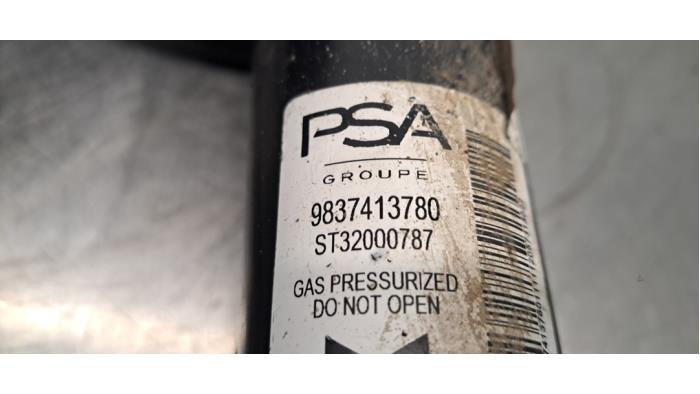 PSA
GROUPE
9837413780
ST32000787
GAS PRESSURIZED
DO NOT OPEN